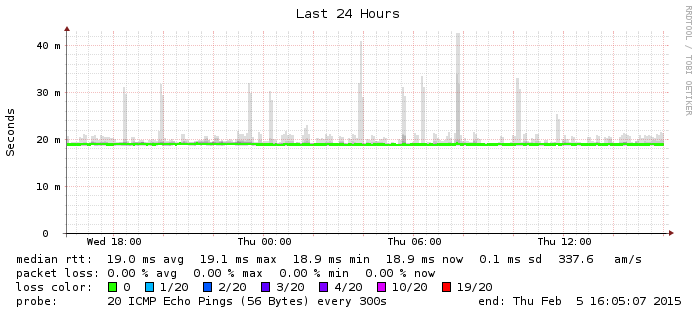 Last 24 Hours
RRDTOOL / TOBI OETIKER
Seconds
40 m
30 m
20 m
10 m
0
Wed 18:00 Thu 00:00 Thu 06:00 Thu 12:00
median rtt: 19.0 ms avg 19.1 ms max 18.9 ms min 18.9 ms now 0.1 ms sd 337.6 am/s
packet loss: 0.00 % avg 0.00 % max 0.00 % min 0.00 % now
loss color: 0 1/20 2/20 3/20 4/20 10/20 19/20
probe: 20 ICMP Echo Pings (56 Bytes) every 300s end: Thu Feb 5 16:05:07 2015